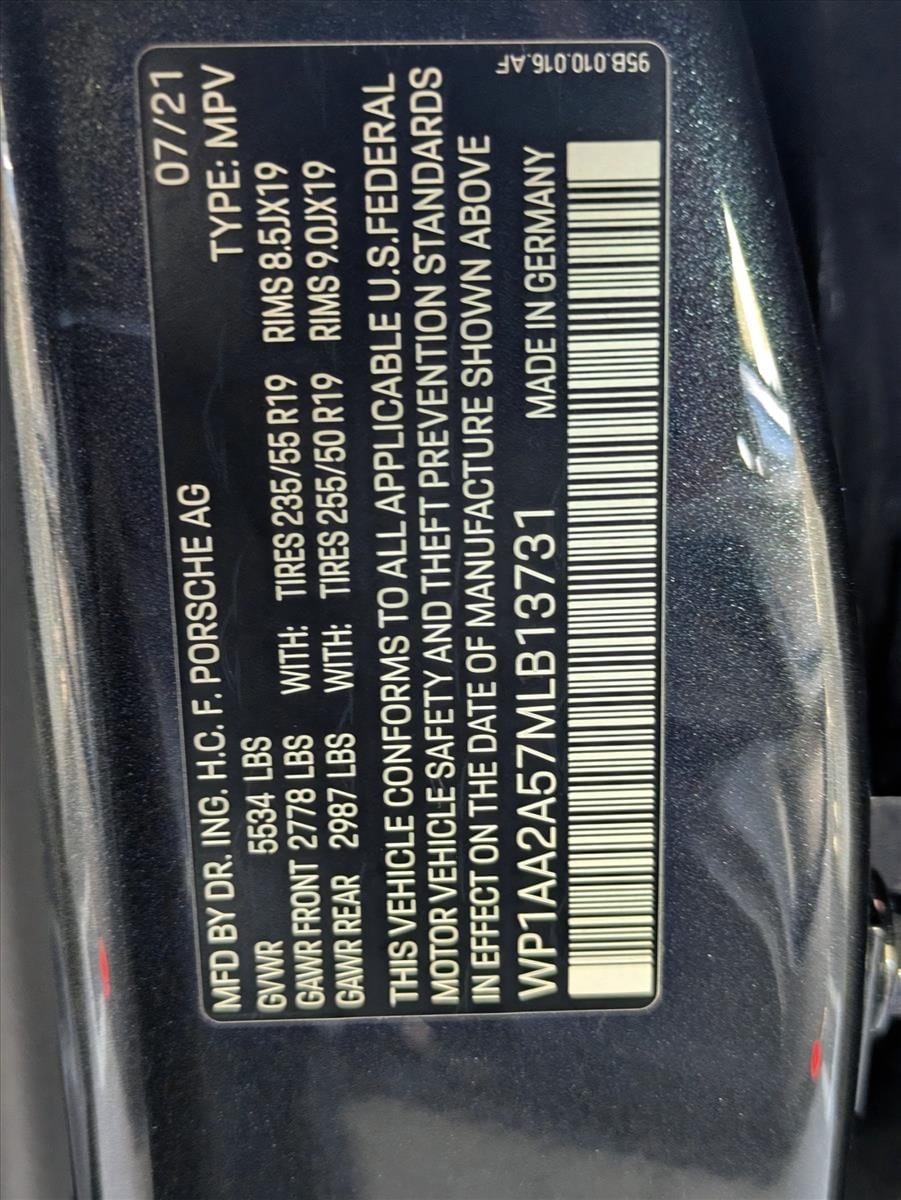 07/21
MFD BY DR. ING. H.C. F. PORSCHE AG TYPE: MPV
GVWR 5534 LBS
GAWR FRONT 2778 LBS WITH: TIRES 235/55 R19 RIMS 8.5JX19
GAWR REAR 2987 LBS WITH: TIRES 255/50 R19 RIMS 9.0JX19
THIS VEHICLE CONFORMS TO ALL APPLICABLE U.S.FEDERAL
MOTOR VEHICLE SAFETY AND THEFT PREVENTION STANDARDS
IN EFFECT ON THE DATE OF MANUFACTURE SHOWN ABOVE
WP1AA2A57MLB13731 MADE IN GERMANY
95B.010.016.AF